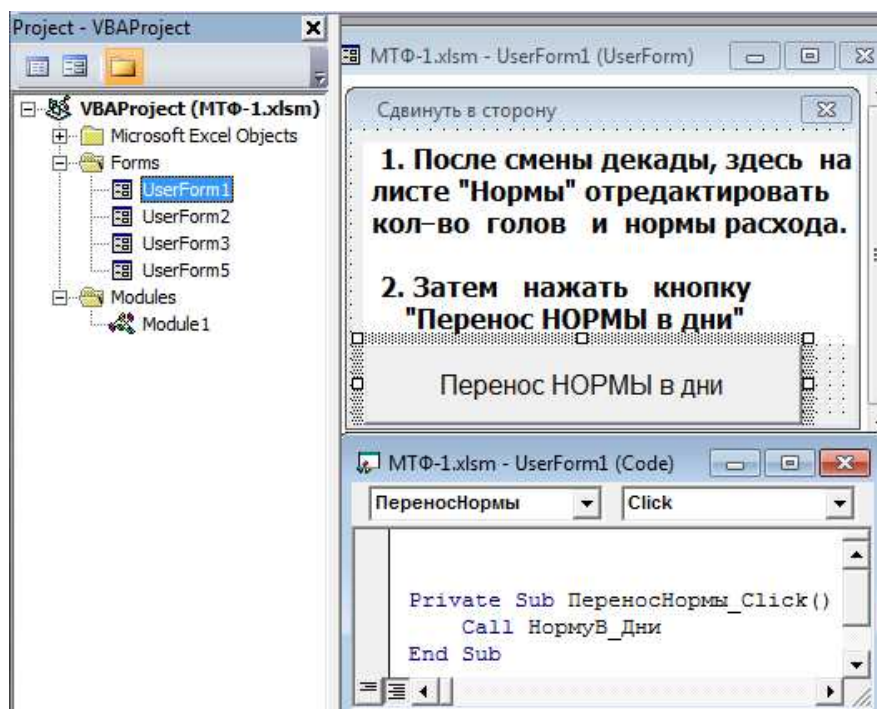 Project - VBAProject
VBAProject (МТФ-1.xlsm)
Microsoft Excel Objects
Forms
UserForm1
UserForm2
UserForm3
UserForm5
Modules
Module1
МТФ-1.xlsm - UserForm1 (UserForm)
Сдвинуть в сторону
1. После смены декады, здесь на
листе "Нормы" отредактировать
кол-во голов и нормы расхода.
2. Затем нажать кнопку
"Перенос НОРМЫ в дни"
Перенос НОРМЫ в дни
МТФ-1.xlsm - UserForm1 (Code)
ПереносНормы
Click
Private Sub ПереносНормы_Click()
Call НормуВ_Дни
End Sub